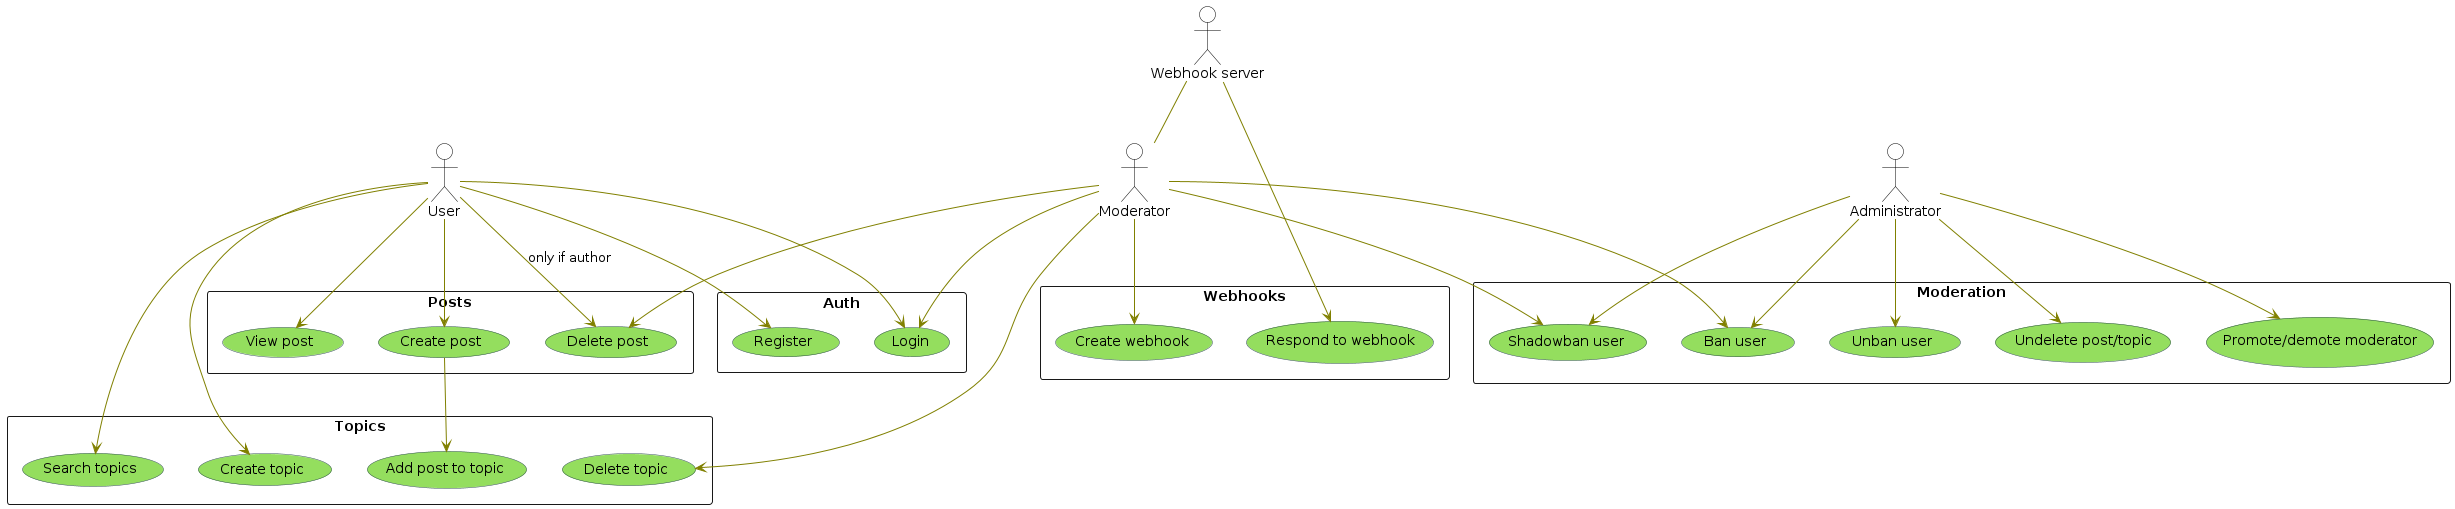 Webhook server
User
Moderator
Administrator
only if author
Posts
Auth
Webhooks
Moderation
View post
Create post
Delete post
Register
Login
Create webhook
Respond to webhook
Shadowban user
Ban user
Unban user
Undelete post/topic
Promote/demote moderator
Topics
Search topics
Create topic
Add post to topic
Delete topic